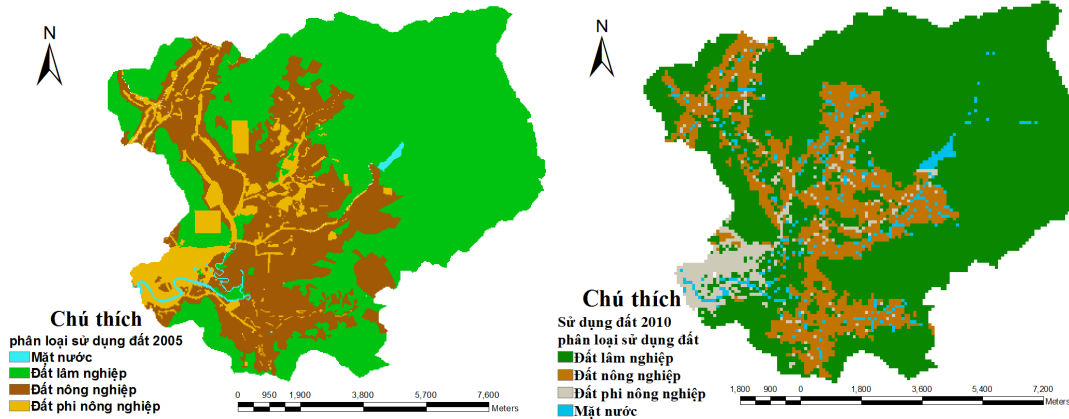 N
Chú thích
phân loại sử dụng đất 2005
Mặt nước
Đất lâm nghiệp
Đất nông nghiệp
Đất phi nông nghiệp
0 950 1,900 3,800 5,700 7,600
Meters
N
Chú thích
Sử dụng đất 2010
phân loại sử dụng đất
Đất lâm nghiệp
Đất nông nghiệp
Đất phi nông nghiệp
Mặt nước
1,800 900 0 1,800 3,600 5,400 7,200
Meters